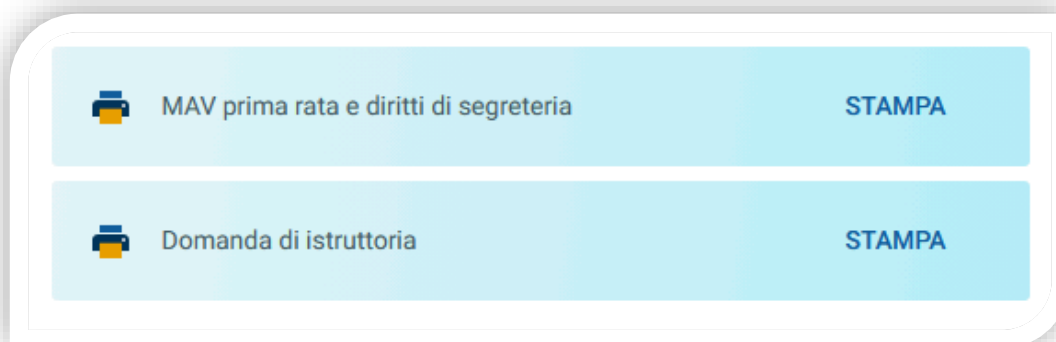 MAV prima rata e diritti di segreteria STAMPA
Domanda di istruttoria STAMPA